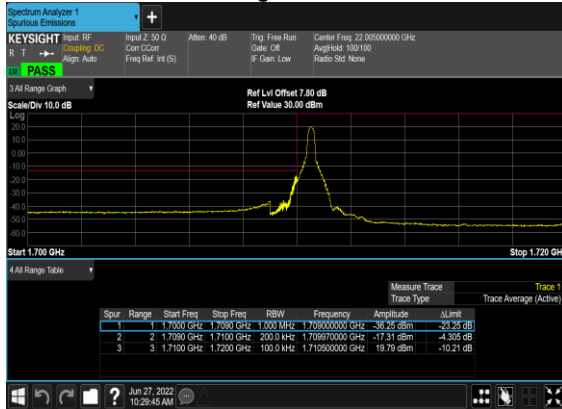 Spectrum Analyzer 1
Spurious Emissions
KEYSIGHT
R T
LW PASS
Input: RF
Coupling: DC
Align: Auto
Input Z: 50 Ω
Corr CCorr
Freq Ref: Int (S)
Atten: 40 dB
Trig: Free Run
Gate: Off
IF Gain: Low
Center Freq: 22.005000000 GHz
Avg|Hold: 100/100
Radio Std: None
3 All Range Graph
Scale/Div 10.0 dB
Ref Lvl Offset 7.80 dB
Ref Value 30.00 dBm
Log
20.0
10.0
0.00
-10.0
-20.0
-30.0
-40.0
-50.0
-60.0
Start 1.700 GHz
Stop 1.720 GH
4 All Range Table
Measure Trace Trace 1
Trace Type Trace Average (Active)
Spur Range Start Freq Stop Freq RBW Frequency Amplitude ΔLimit
1 1 1.7000 GHz 1.7090 GHz 1.000 MHz 1.709000000 GHz -36.25 dBm -23.25 dB
2 2 1.7090 GHz 1.7100 GHz 200.0 kHz 1.709970000 GHz -17.31 dBm -4.305 dB
3 3 1.7100 GHz 1.7200 GHz 100.0 kHz 1.710500000 GHz 19.79 dBm -10.21 dB
?
Jun 27, 2022
10:29:45 AM